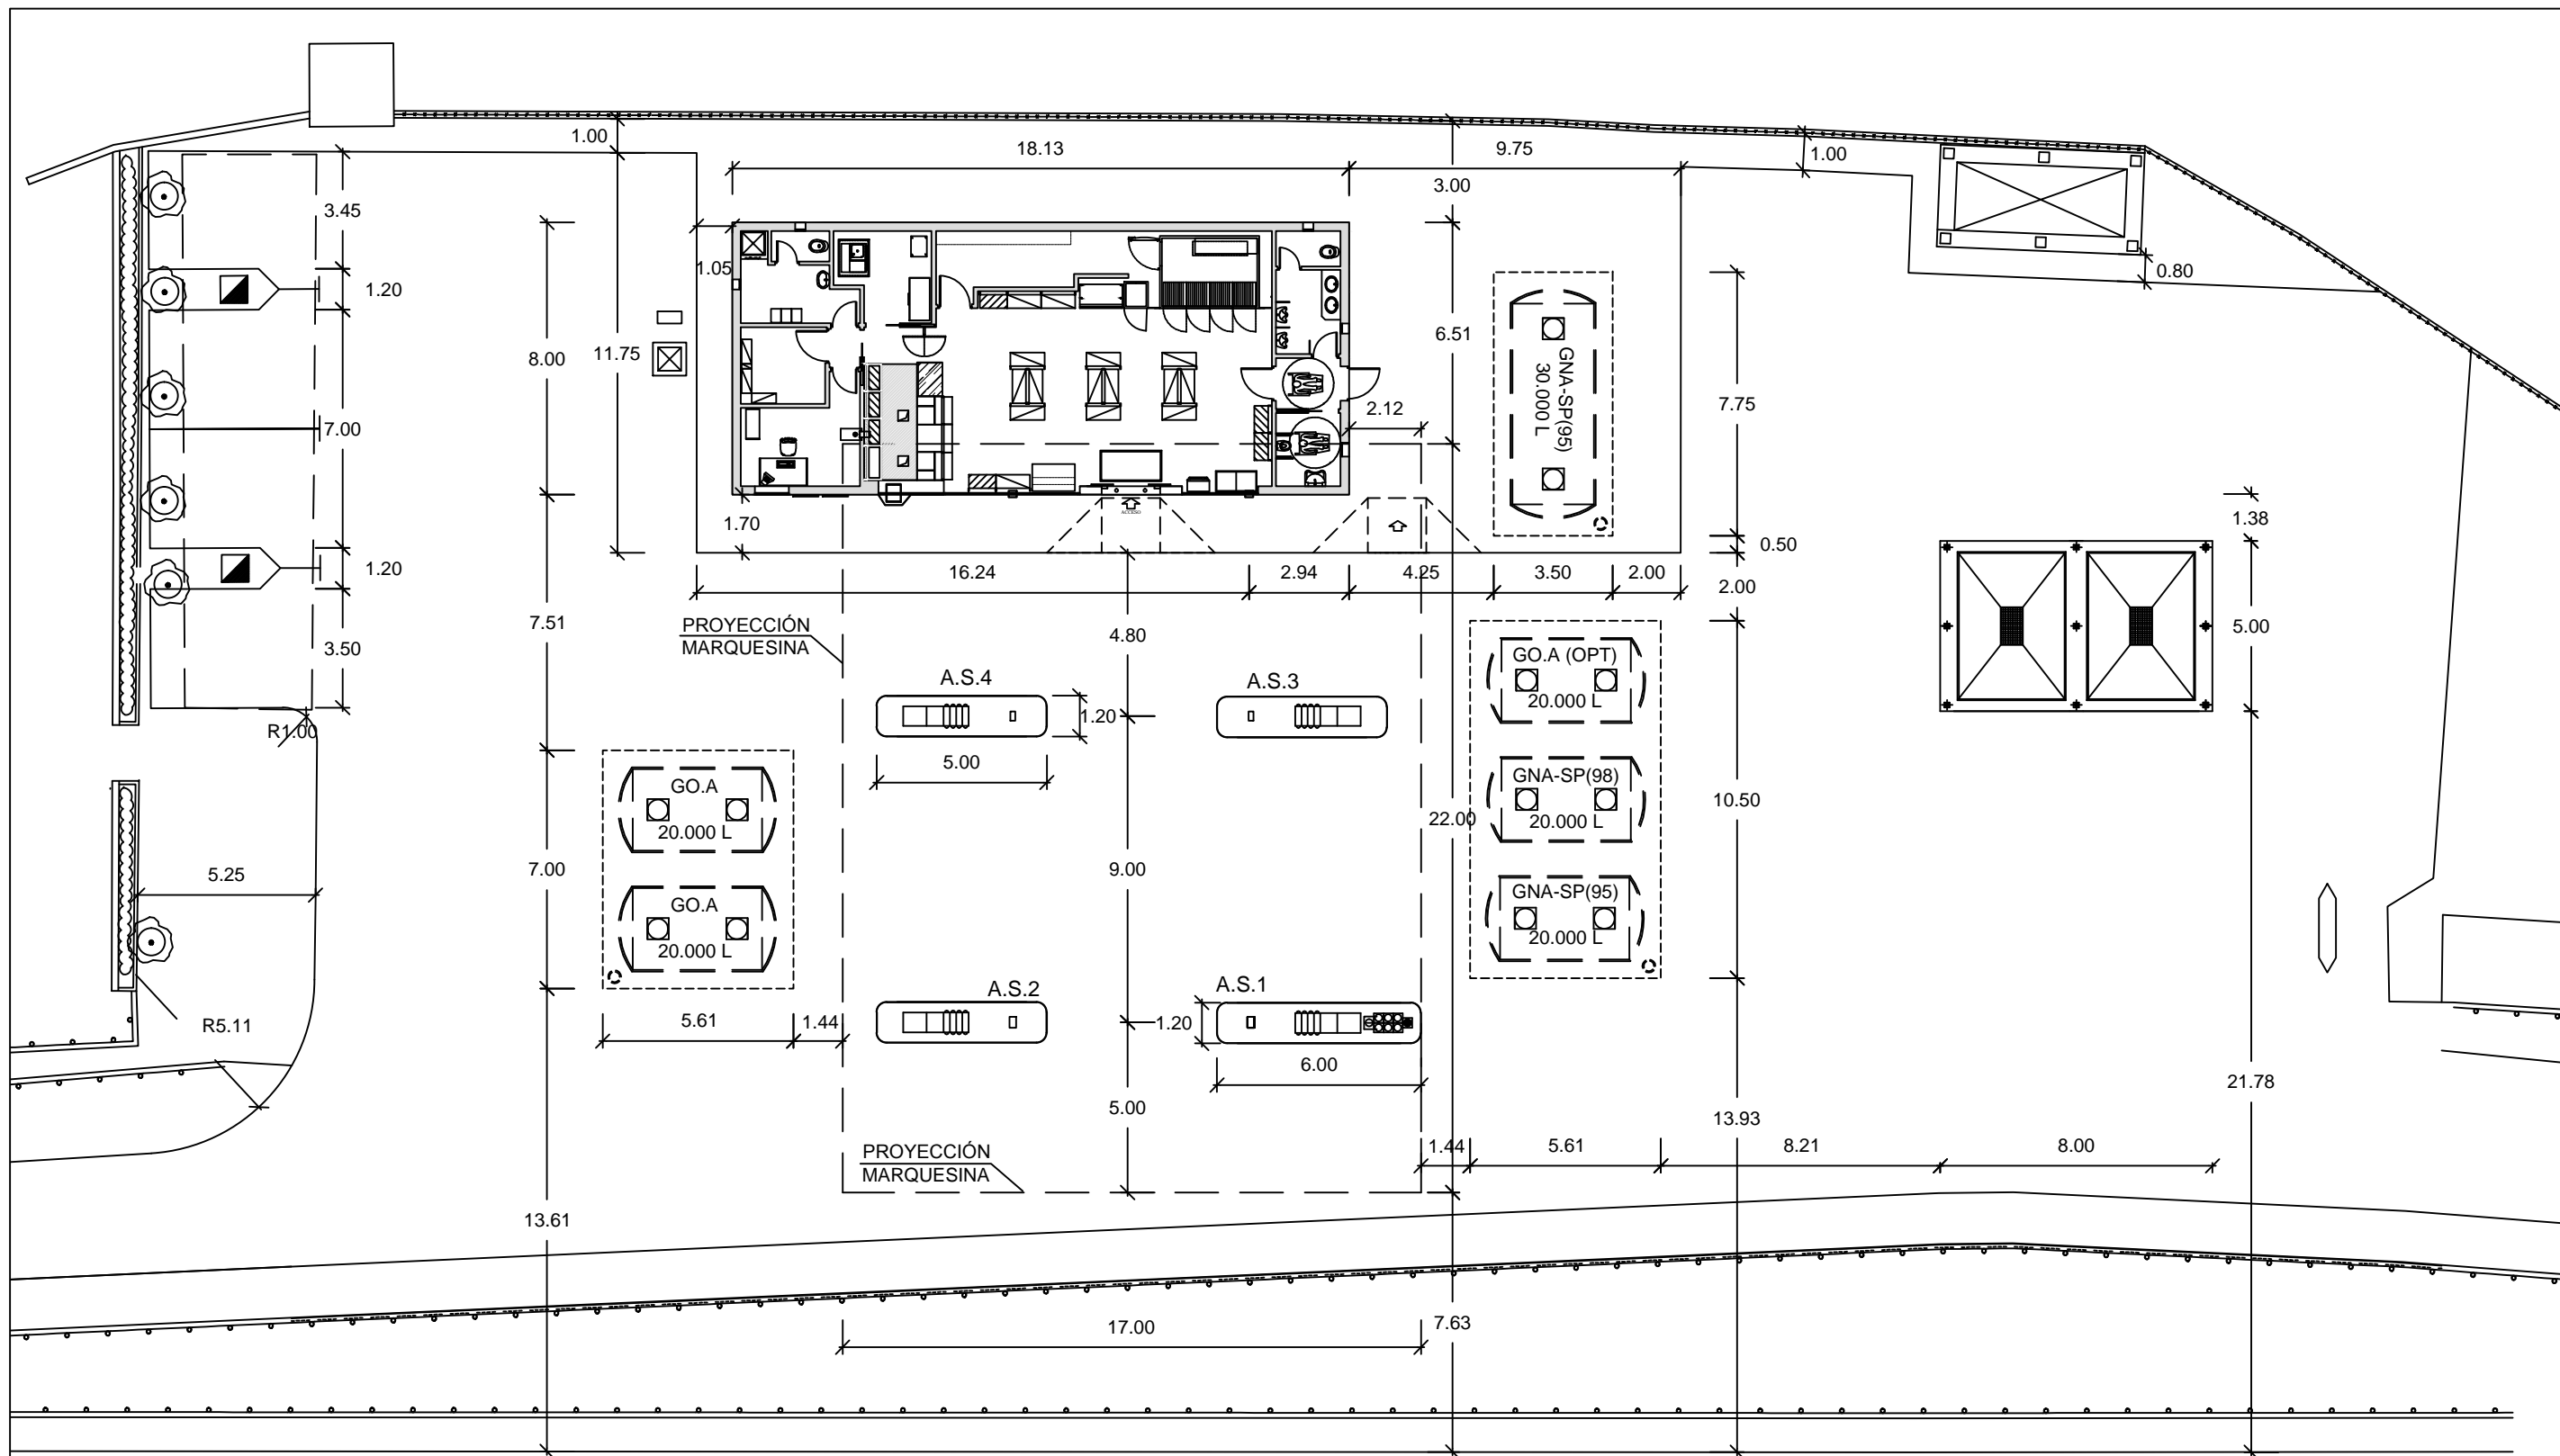 1.00
18.13
9.75
1.00
3.00
3.45
1.05
0.80
1.20
8.00
11.75
6.51
GNA-SP(95)
30.000 L
7.75
2.12
7.00
ACCESO
1.70
1.38
0.50
1.20
16.24
2.94
4.25
3.50
2.00
2.00
7.51
PROYECCIÓN
MARQUESINA
4.80
5.00
3.50
GO.A (OPT)
20.000 L
A.S.4
A.S.3
R1.00
1.20
5.00
GO.A
20.000 L
GNA-SP(98)
20.000 L
10.50
22.00
5.25
7.00
9.00
GO.A
20.000 L
GNA-SP(95)
20.000 L
A.S.2
A.S.1
R5.11
5.61
1.44
1.20
6.00
21.78
5.00
13.93
PROYECCIÓN
MARQUESINA
1.44
5.61
8.21
8.00
13.61
17.00
7.63